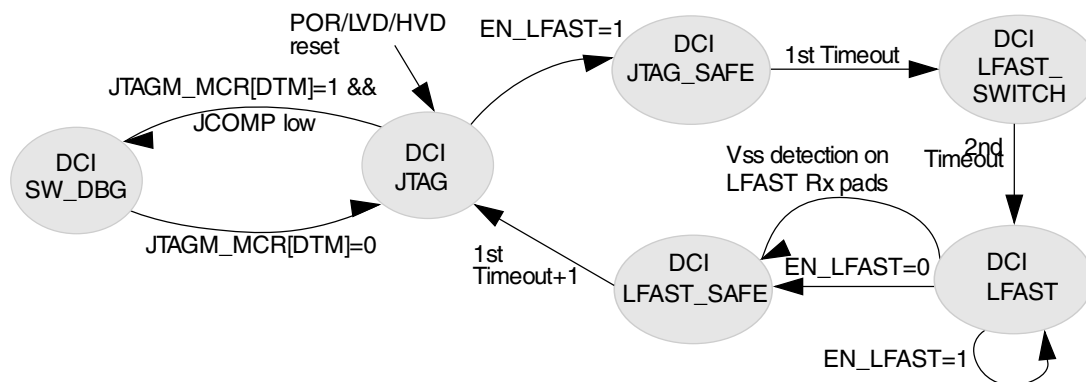 POR/LVD/HVD
reset
EN_LFAST=1
DCI
JTAG_SAFE
1st Timeout
DCI
LFAST_
SWITCH
JTAGM_MCR[DTM]=1 &&
JCOMP low
DCI
SW_DBG
DCI
JTAG
JTAGM_MCR[DTM]=0
2nd
Timeout
Vss detection on
LFAST Rx pads
1st
Timeout+1
DCI
LFAST_SAFE
EN_LFAST=0
DCI
LFAST
EN_LFAST=1